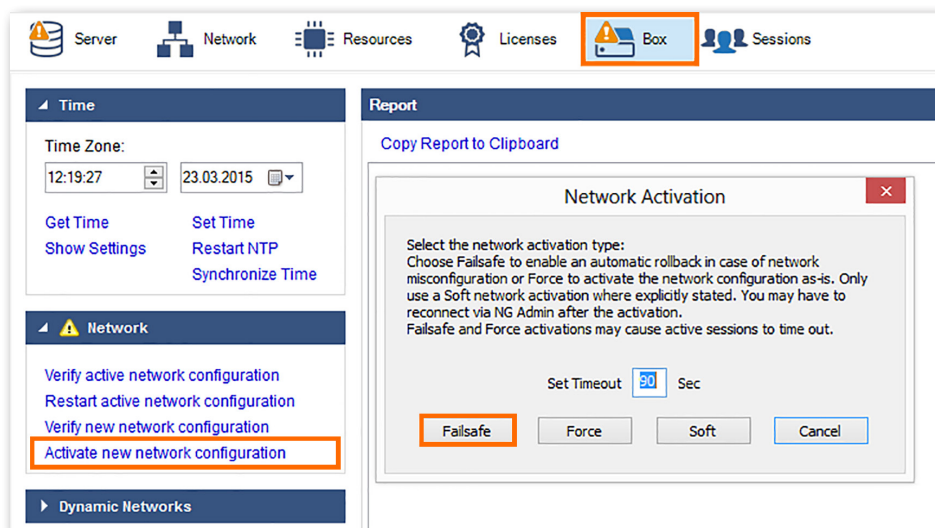 Server
Network
Resources
Licenses
Box
Sessions
Time
Time Zone:
12:19:27
23.03.2015
Get Time
Set Time
Show Settings
Restart NTP
Synchronize Time
Network
Verify active network configuration
Restart active network configuration
Verify new network configuration
Activate new network configuration
Dynamic Networks
Report
Copy Report to Clipboard
Network Activation
Select the network activation type:
Choose Failsafe to enable an automatic rollback in case of network
misconfiguration or Force to activate the network configuration as-is. Only
use a Soft network activation where explicitly stated. You may have to
reconnect via NG Admin after the activation.
Failsafe and Force activations may cause active sessions to time out.
Set Timeout 90 Sec
Failsafe
Force
Soft
Cancel